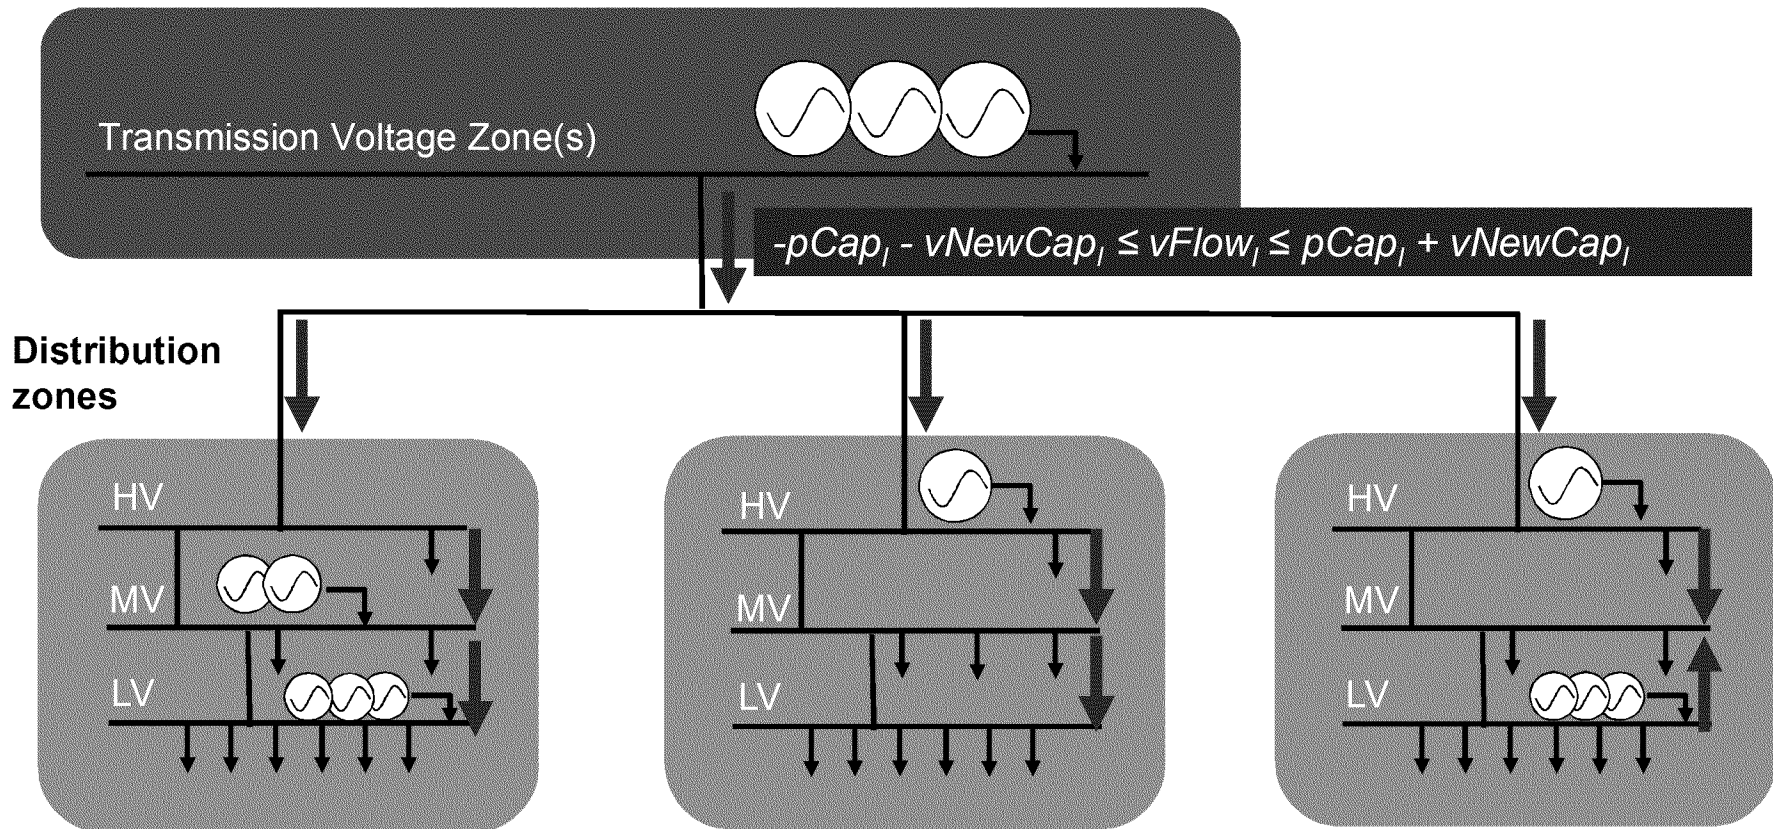 Transmission Voltage Zone(s)
-pCapₗ - vNewCapₗ ≤ vFlowₗ ≤ pCapₗ + vNewCapₗ
Distribution
zones
HV
MV
LV
HV
MV
LV
HV
MV
LV